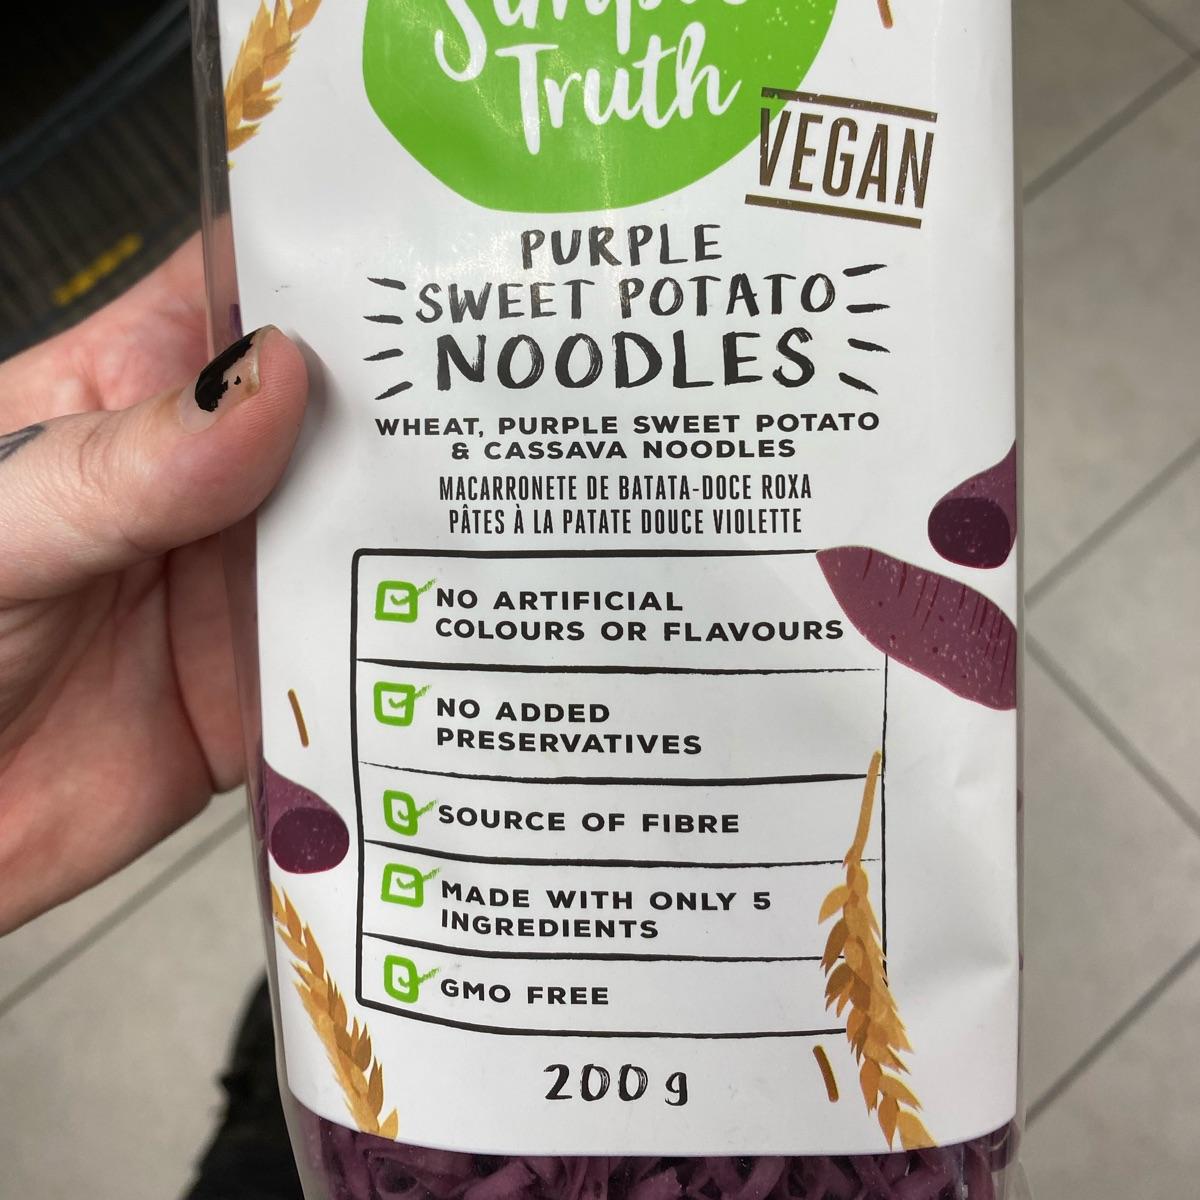 Simple
Truth
VEGAN
PURPLE
SWEET POTATO
NOODLES
WHEAT, PURPLE SWEET POTATO
& CASSAVA NOODLES
MACARRONETE DE BATATA-DOCE ROXA
PÂTES À LA PATATE DOUCE VIOLETTE
NO ARTIFICIAL
COLOURS OR FLAVOURS
NO ADDED
PRESERVATIVES
SOURCE OF FIBRE
MADE WITH ONLY 5
INGREDIENTS
GMO FREE
200g